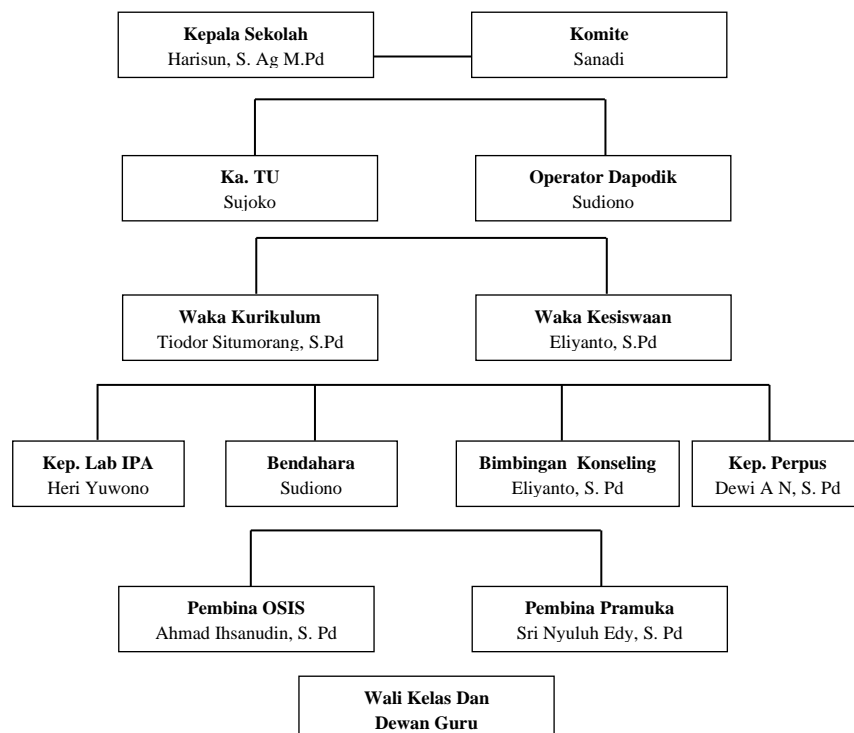 Kepala Sekolah
Harisun, S. Ag M.Pd
Komite
Sanadi
Ka. TU
Sujoko
Operator Dapodik
Sudiono
Waka Kurikulum
Tiodor Situmorang, S.Pd
Waka Kesiswaan
Eliyanto, S.Pd
Kep. Lab IPA
Heri Yuwono
Bendahara
Sudiono
Bimbingan Konseling
Eliyanto, S. Pd
Kep. Perpus
Dewi A N, S. Pd
Pembina OSIS
Ahmad Ihsanudin, S. Pd
Pembina Pramuka
Sri Nyuluh Edy, S. Pd
Wali Kelas Dan
Dewan Guru